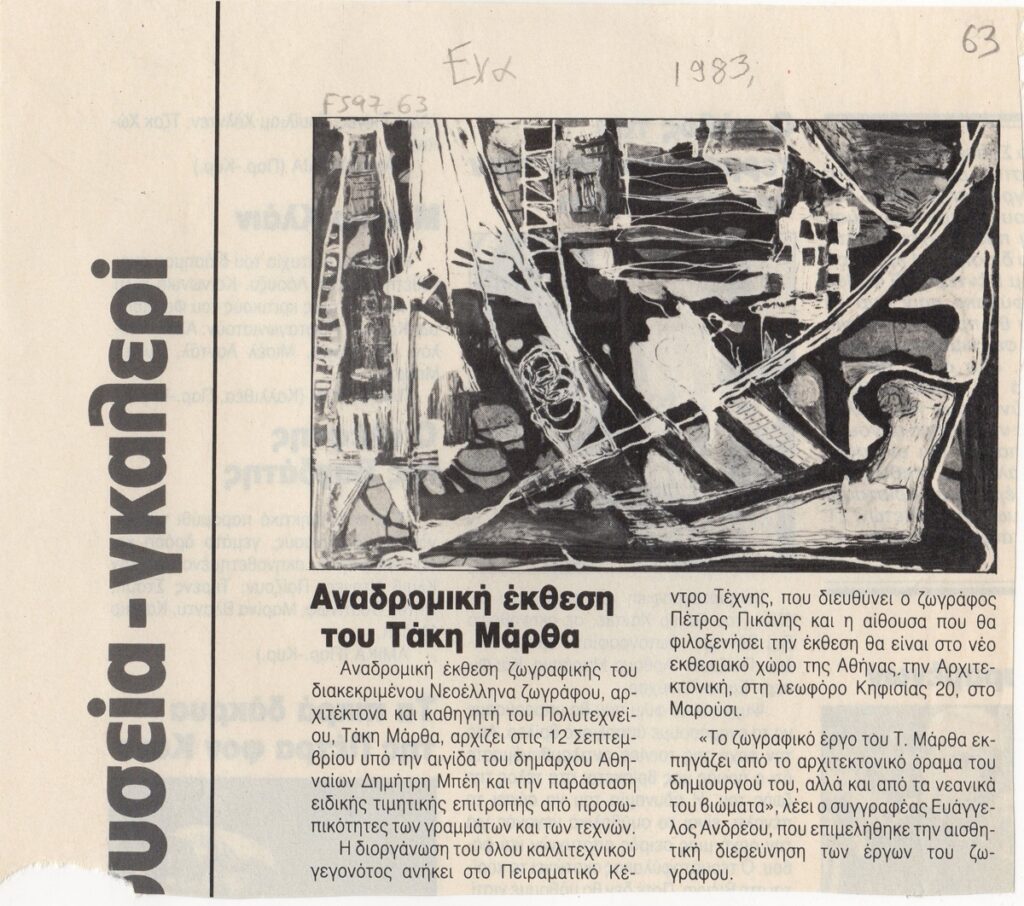 63
Ενα 1983,
FS97_63
υσεία - γκαλερί
Αναδρομική έκθεση
του Τάκη Μάρθα
Αναδρομική έκθεση ζωγραφικής του
διακεκριμένου Νεοέλληνα ζωγράφου, αρ-
χιτέκτονα και καθηγητή του Πολυτεχνεί-
ου, Τάκη Μάρθα, αρχίζει στις 12 Σεπτεμ-
βρίου υπό την αιγίδα του δημάρχου Αθη-
ναίων Δημήτρη Μπέη και την παράσταση
ειδικής τιμητικής επιτροπής από προσω-
πικότητες των γραμμάτων και των τεχνών.
Η διοργάνωση του όλου καλλιτεχνικού
γεγονότος ανήκει στο Πειραματικό Κέ-
ντρο Τέχνης, που διευθύνει ο ζωγράφος
Πέτρος Πικάνης και η αίθουσα που θα
φιλοξενήσει την έκθεση θα είναι στο νέο
εκθεσιακό χώρο της Αθήνας την Αρχιτε-
κτονική, στη λεωφόρο Κηφισίας 20, στο
Μαρούσι.
«Το ζωγραφικό έργο του Τ. Μάρθα εκ-
πηγάζει από το αρχιτεκτονικό όραμα του
δημιουργού του, αλλά και από τα νεανικά
του βιώματα», λέει ο συγγραφέας Ευάγγε-
λος Ανδρέου, που επιμελήθηκε την αισθη-
τική διερεύνηση των έργων του ζω-
γράφου.